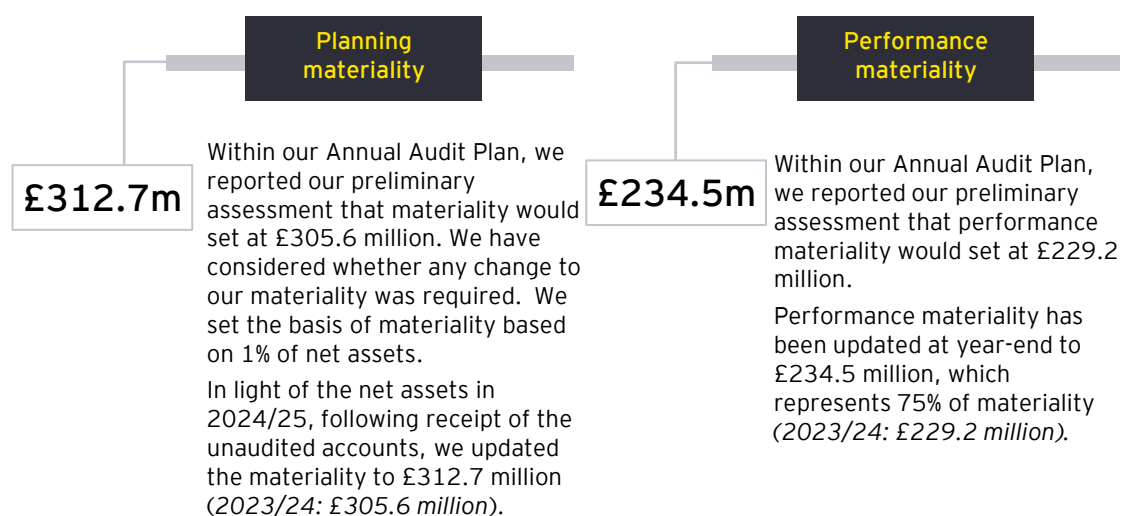 Planning
materiality
£312.7m
Within our Annual Audit Plan, we
reported our preliminary
assessment that materiality would
set at £305.6 million. We have
considered whether any change to
our materiality was required.  We
set the basis of materiality based
on 1% of net assets.
In light of the net assets in
2024/25, following receipt of the
unaudited accounts, we updated
the materiality to £312.7 million
(2023/24: £305.6 million).
Performance
materiality
£234.5m
Within our Annual Audit Plan,
we reported our preliminary
assessment that performance
materiality would set at £229.2
million.
Performance materiality has
been updated at year-end to
£234.5 million, which
represents 75% of materiality
(2023/24: £229.2 million).